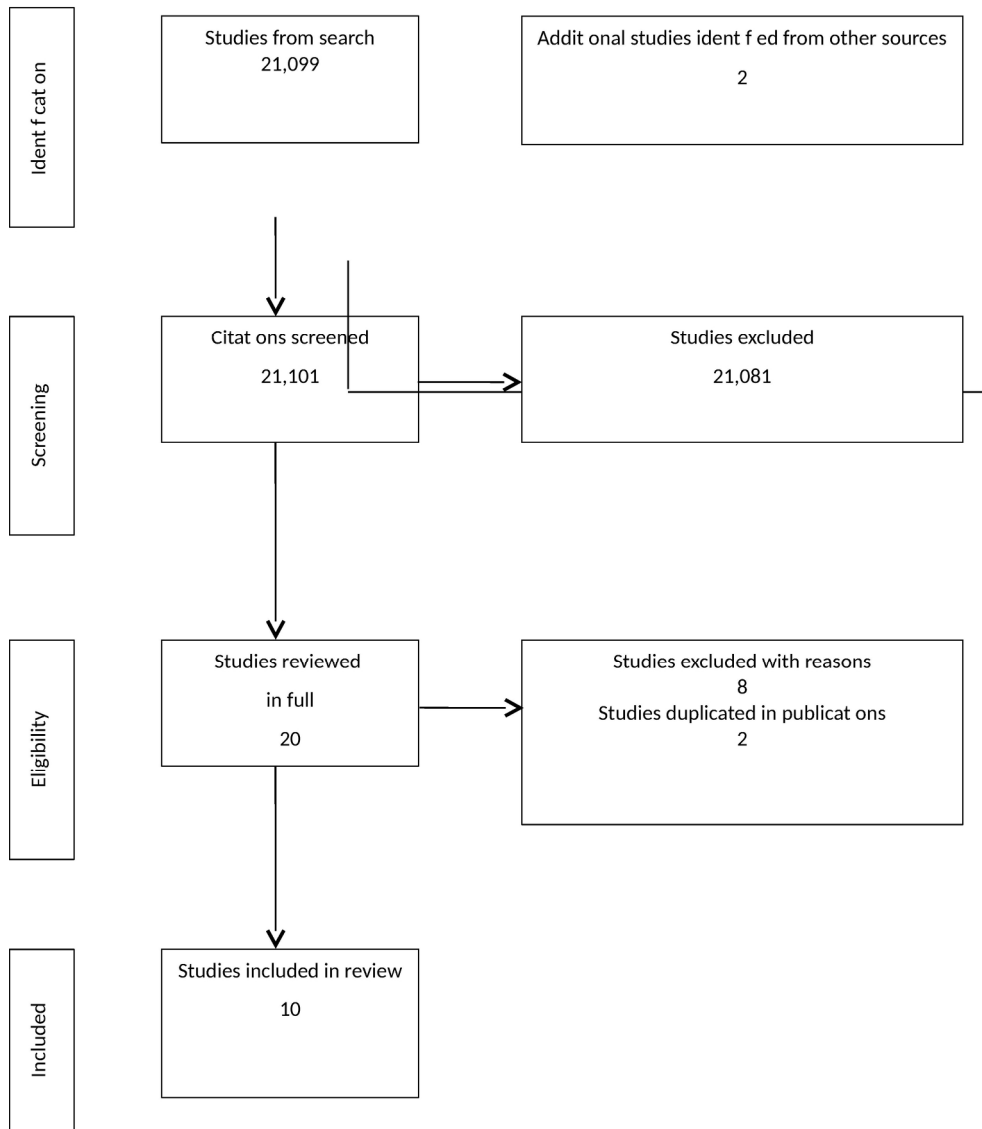 Ident f cat on
Studies from search
21,099
Addit onal studies ident f ed from other sources
2
Screening
Citat ons screened
21,101
Studies excluded
21,081
Eligibility
Studies reviewed
in full
20
Studies excluded with reasons
8
Studies duplicated in publicat ons
2
Included
Studies included in review
10